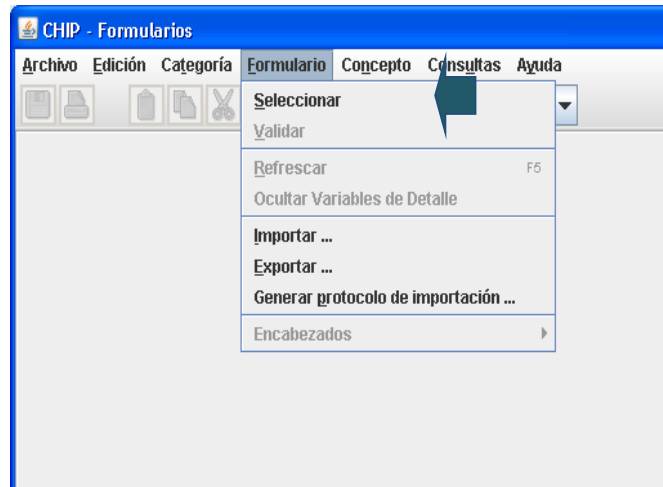 CHIP - Formularios
Archivo Edición Categoría Formulario Concepto Consultas Ayuda
Seleccionar
Validar
Refrescar F5
Ocultar Variables de Detalle
Importar ...
Exportar ...
Generar protocolo de importación ...
Encabezados